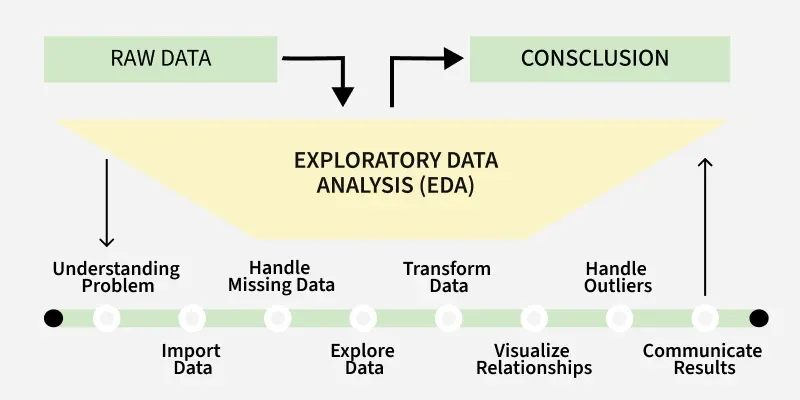 RAW DATA
CONSCLUSION
EXPLORATORY DATA
ANALYSIS (EDA)
Understanding
Problem
Import
Data
Handle
Missing Data
Explore
Data
Transform
Data
Visualize
Relationships
Handle
Outliers
Communicate
Results